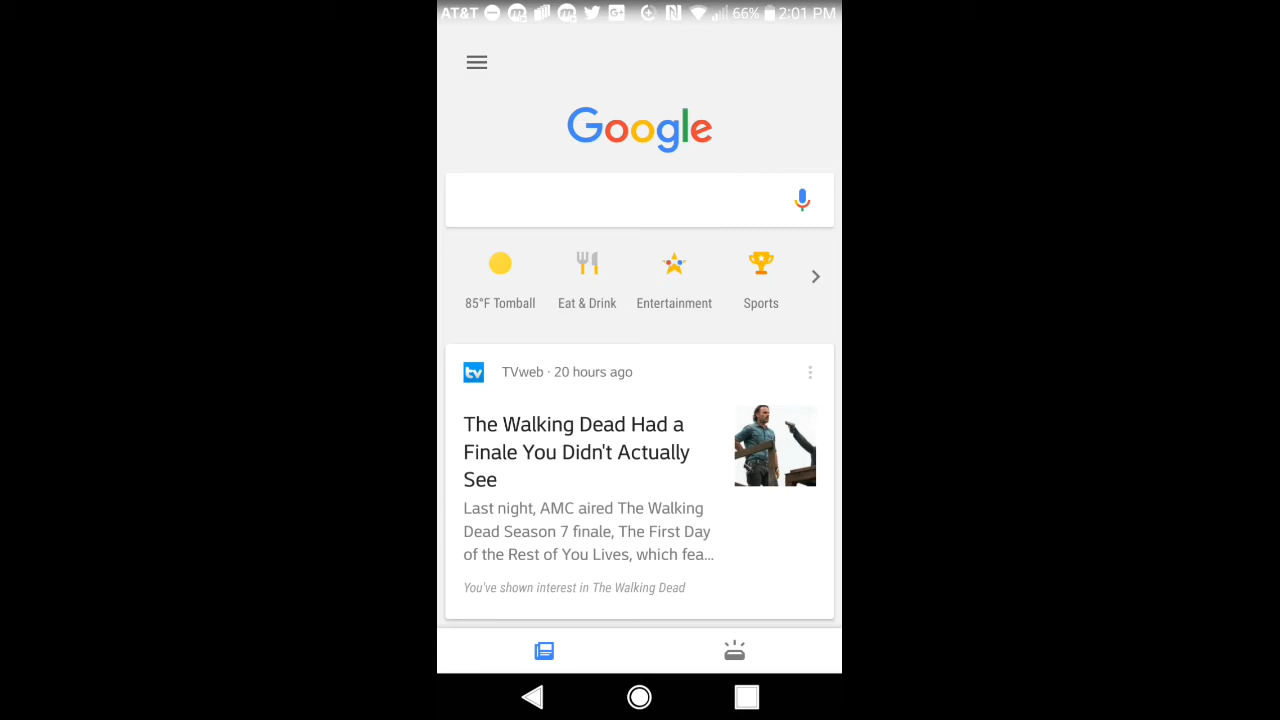 AT&T 66% 2:01 PM
Google
85°F Tomball Eat & Drink Entertainment Sports
TVweb · 20 hours ago
The Walking Dead Had a
Finale You Didn't Actually
See
Last night, AMC aired The Walking
Dead Season 7 finale, The First Day
of the Rest of You Lives, which fea...
You've shown interest in The Walking Dead